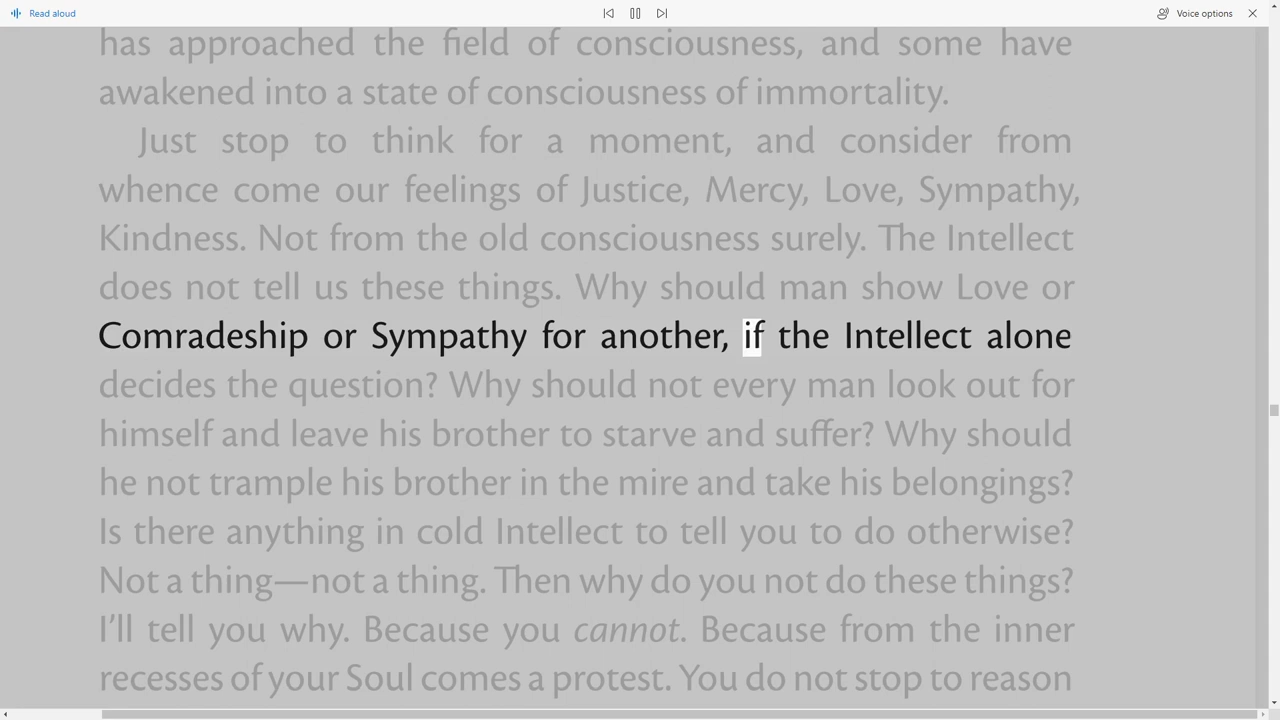 Read aloud
Voice options
has approached the field of consciousness, and some have
awakened into a state of consciousness of immortality.
Just stop to think for a moment, and consider from
whence come our feelings of Justice, Mercy, Love, Sympathy,
Kindness. Not from the old consciousness surely. The Intellect
does not tell us these things. Why should man show Love or
Comradeship or Sympathy for another, if the Intellect alone
decides the question? Why should not every man look out for
himself and leave his brother to starve and suffer? Why should
he not trample his brother in the mire and take his belongings?
Is there anything in cold Intellect to tell you to do otherwise?
Not a thing—not a thing. Then why do you not do these things?
I’ll tell you why. Because you cannot. Because from the inner
recesses of your Soul comes a protest. You do not stop to reason